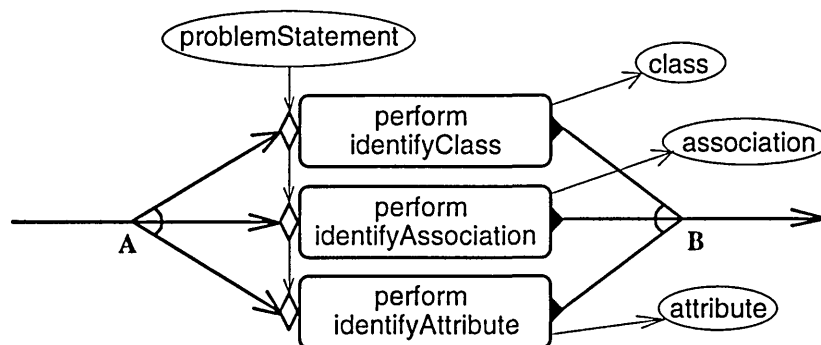 problemStatement
class
perform
identifyClass
association
perform
identifyAssociation
A
B
perform
identifyAttribute
attribute